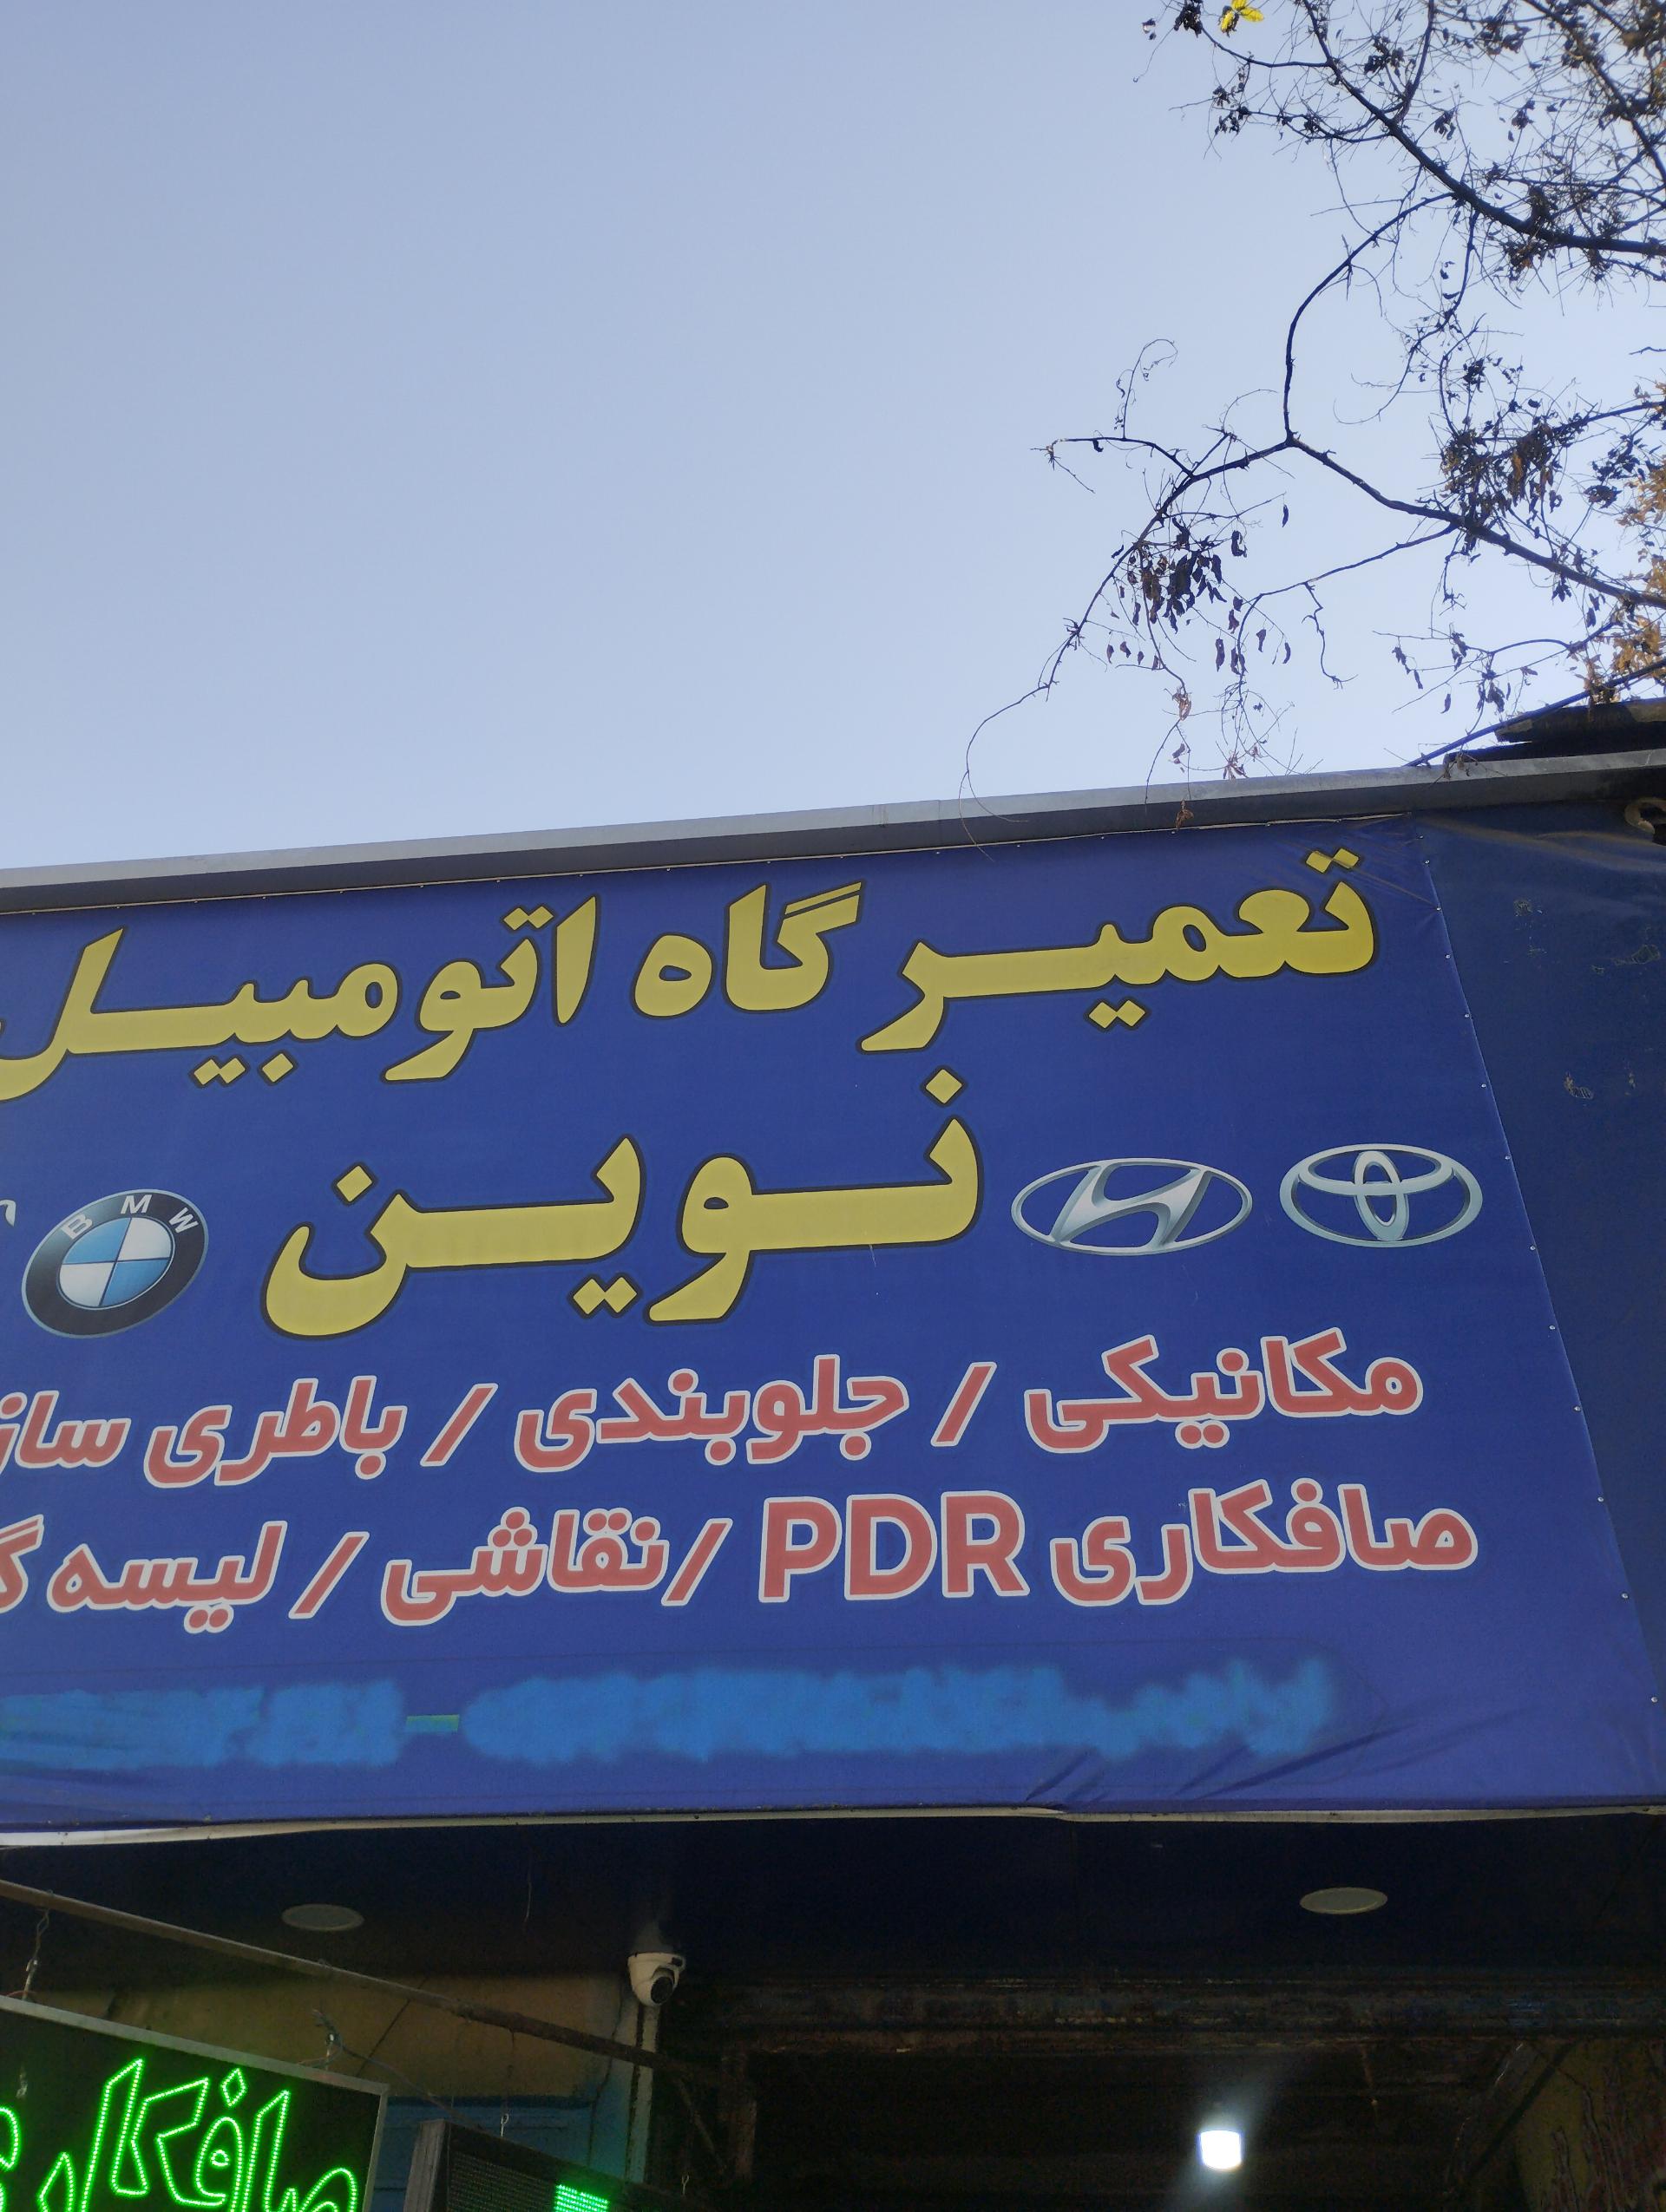 تعمیرگاه اتومبیل
نوین
BMW
مکانیکی / جلوبندی / باطری
صافکاری PDR / نقاشی / لیسه